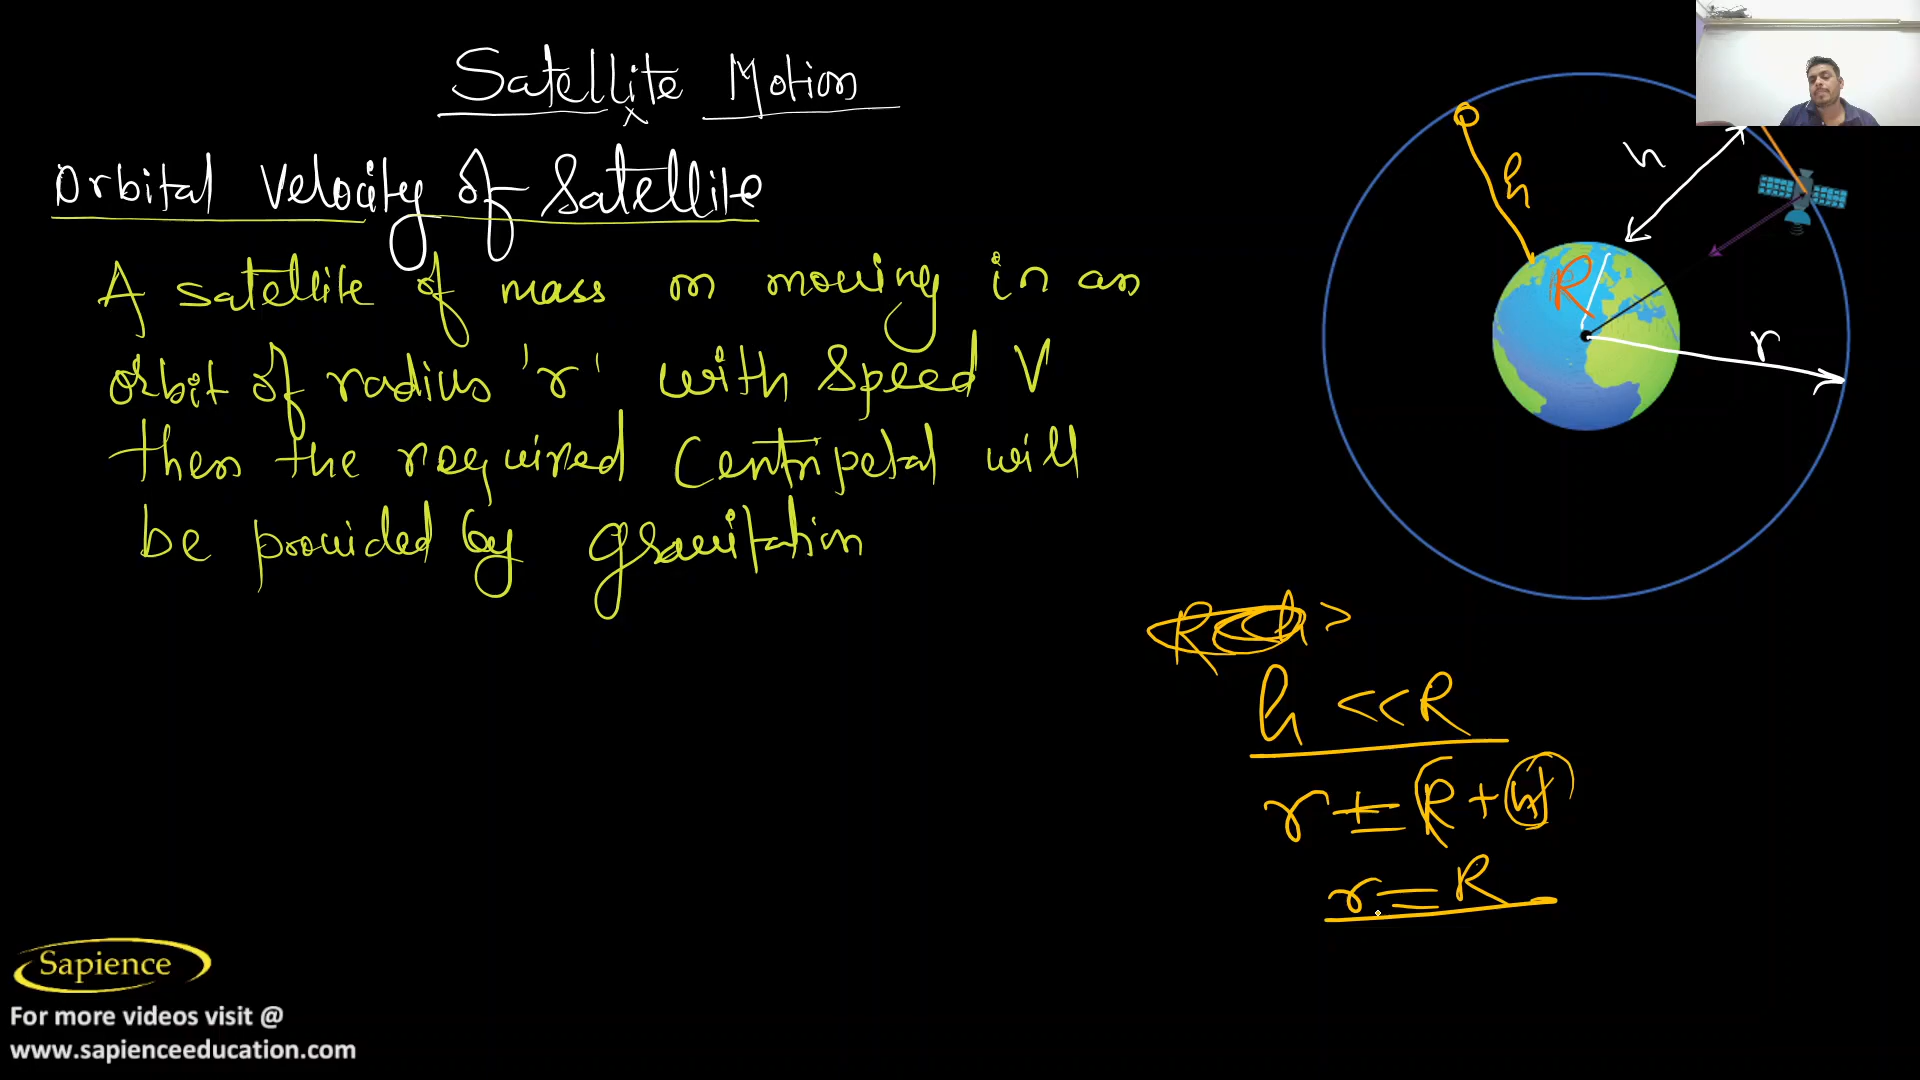 Satellite Motion
Orbital Velocity of Satellite
A satellite of mass m moving in an
orbit of radius 'r' with Speed V
then the required Centripetal will
be provided by gravitation
h
h
R
r
h << R
r = R + h
r = R
Sapience
For more videos visit @
www.sapienceeducation.com